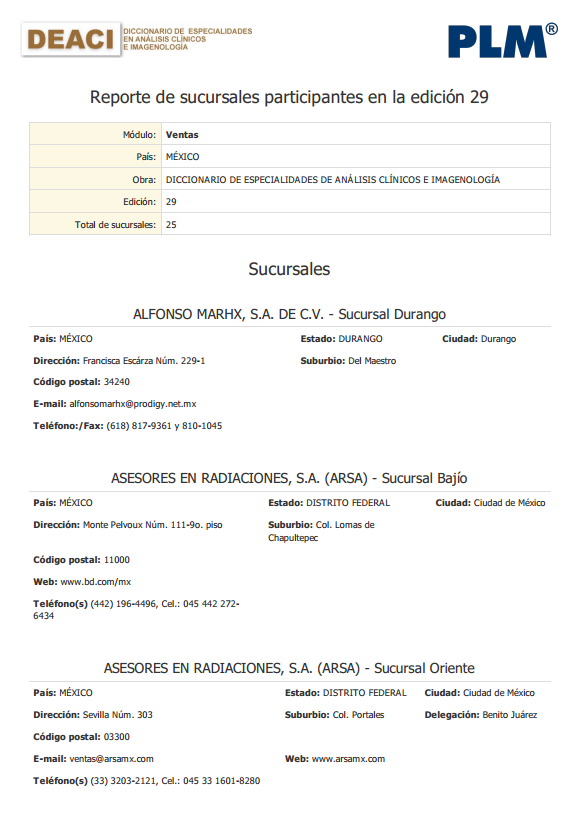 DEACI DICCIONARIO DE ESPECIALIDADES
EN ANÁLISIS CLÍNICOS
E IMAGENOLOGÍA
PLM®
Reporte de sucursales participantes en la edición 29
Módulo: Ventas
País: MÉXICO
Obra: DICCIONARIO DE ESPECIALIDADES DE ANÁLISIS CLÍNICOS E IMAGENOLOGÍA
Edición: 29
Total de sucursales: 25
Sucursales
ALFONSO MARHX, S.A. DE C.V. - Sucursal Durango
País: MÉXICO Estado: DURANGO Ciudad: Durango
Dirección: Francisca Escárza Núm. 229-1 Suburbio: Del Maestro
Código postal: 34240
E-mail: alfonsomarhx@prodigy.net.mx
Teléfono:/Fax: (618) 817-9361 y 810-1045
ASESORES EN RADIACIONES, S.A. (ARSA) - Sucursal Bajío
País: MÉXICO Estado: DISTRITO FEDERAL Ciudad: Ciudad de México
Dirección: Monte Pelvoux Núm. 111-9o. piso Suburbio: Col. Lomas de
Chapultepec
Código postal: 11000
Web: www.bd.com/mx
Teléfono(s) (442) 196-4496, Cel.: 045 442 272-
6434
ASESORES EN RADIACIONES, S.A. (ARSA) - Sucursal Oriente
País: MÉXICO Estado: DISTRITO FEDERAL Ciudad: Ciudad de México
Dirección: Sevilla Núm. 303 Suburbio: Col. Portales Delegación: Benito Juárez
Código postal: 03300
E-mail: ventas@arsamx.com Web: www.arsamx.com
Teléfono(s) (33) 3203-2121, Cel.: 045 33 1601-8280